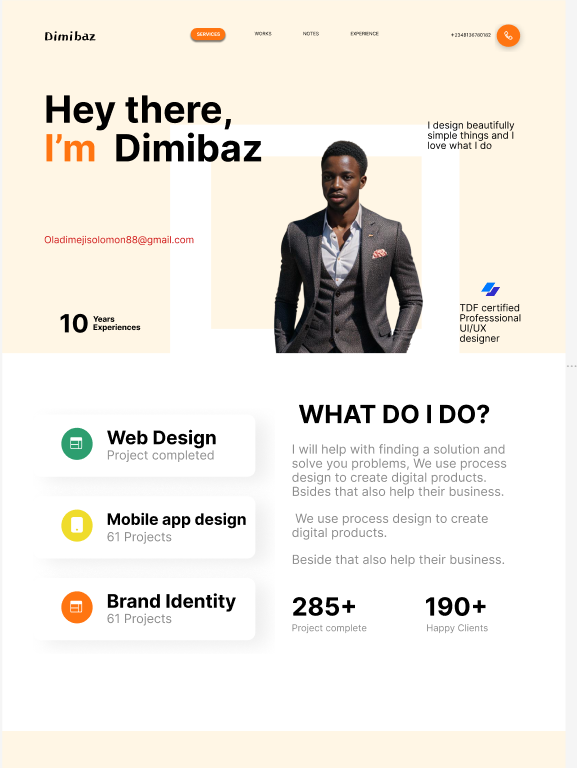 Dimibaz
SERVICES
WORKS
NOTES
EXPERIENCE
+2348136760162
Hey there,
I'm Dimibaz
I design beautifully
simple things and I
love what I do
Oladimejisolomon88@gmail.com
10 Years
Experiences
TDF certified
Professsional
UI/UX
designer
Web Design
Project completed
Mobile app design
61 Projects
Brand Identity
61 Projects
WHAT DO I DO?
I will help with finding a solution and
solve you problems, We use process
design to create digital products.
Bsides that also help their business.
We use process design to create
digital products.
Beside that also help their business.
285+
Project complete
190+
Happy Clients